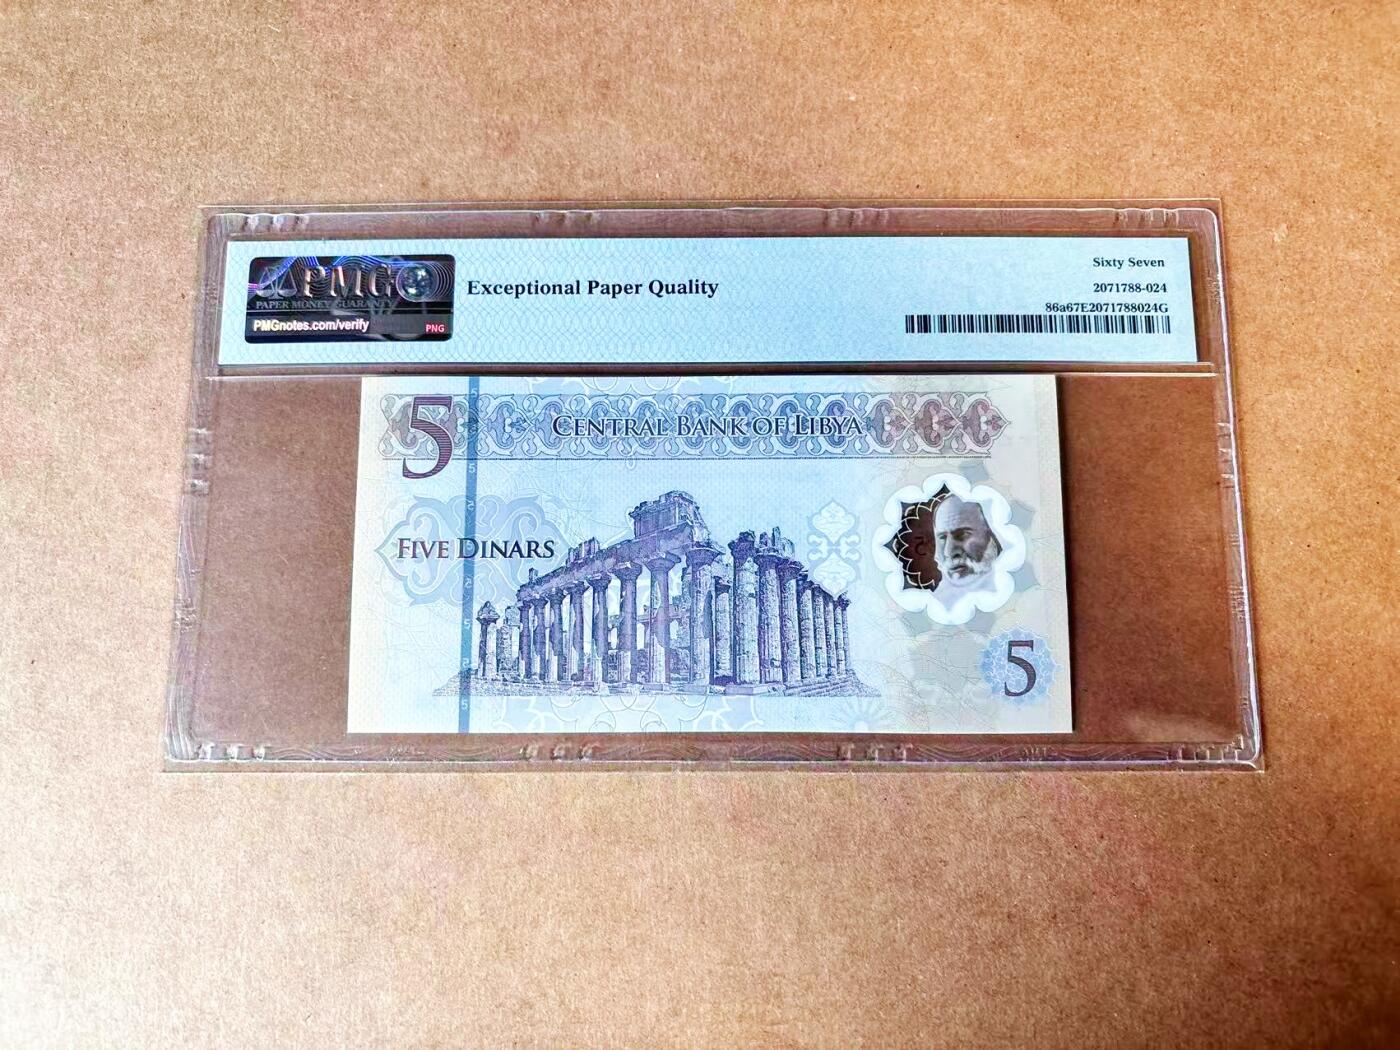 PMG
PAPER MONEY GUARANTY
PMGnotes.com/verify
PNG
Exceptional Paper Quality
Sixty Seven
2071788-024
86a67E2071788024G
5
CENTRAL BANK OF LIBYA
FIVE DINARS
5